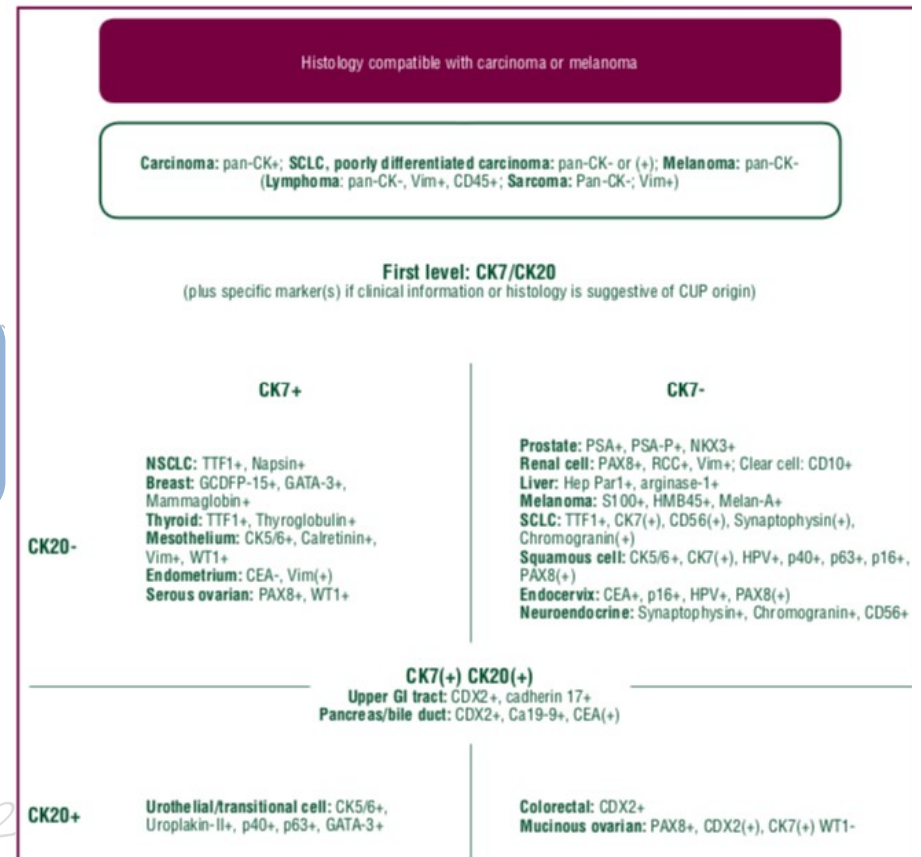 Histology compatible with carcinoma or melanoma
Carcinoma: pan-CK+; SCLC, poorly differentiated carcinoma: pan-CK- or (+); Melanoma: pan-CK-
(Lymphoma: pan-CK-, Vim+, CD45+; Sarcoma: Pan-CK-; Vim+)
First level: CK7/CK20
(plus specific marker(s) if clinical information or histology is suggestive of CUP origin)
CK7+
CK7-
CK20-
NSCLC: TTF1+, Napsin+
Breast: GCDFP-15+, GATA-3+,
Mammaglobin+
Thyroid: TTF1+, Thyroglobulin+
Mesothelium: CK5/6+, Calretinin+,
Vim+, WT1+
Endometrium: CEA-, Vim(+)
Serous ovarian: PAX8+, WT1+
Prostate: PSA+, PSA-P+, NKX3+
Renal cell: PAX8+, RCC+, Vim+; Clear cell: CD10+
Liver: Hep Par1+, arginase-1+
Melanoma: S100+, HMB45+, Melan-A+
SCLC: TTF1+, CK7(+), CD56(+), Synaptophysin(+),
Chromogranin(+)
Squamous cell: CK5/6+, CK7(+), HPV+, p40+, p63+, p16+,
PAX8(+)
Endocervix: CEA+, p16+, HPV+, PAX8(+)
Neuroendocrine: Synaptophysin+, Chromogranin+, CD56+
CK7(+) CK20(+)
Upper GI tract: CDX2+, cadherin 17+
Pancreas/bile duct: CDX2+, Ca19-9+, CEA(+)
CK20+
Urothelial/transitional cell: CK5/6+,
Uroplakin-II+, p40+, p63+, GATA-3+
Colorectal: CDX2+
Mucinous ovarian: PAX8+, CDX2(+), CK7(+) WT1-